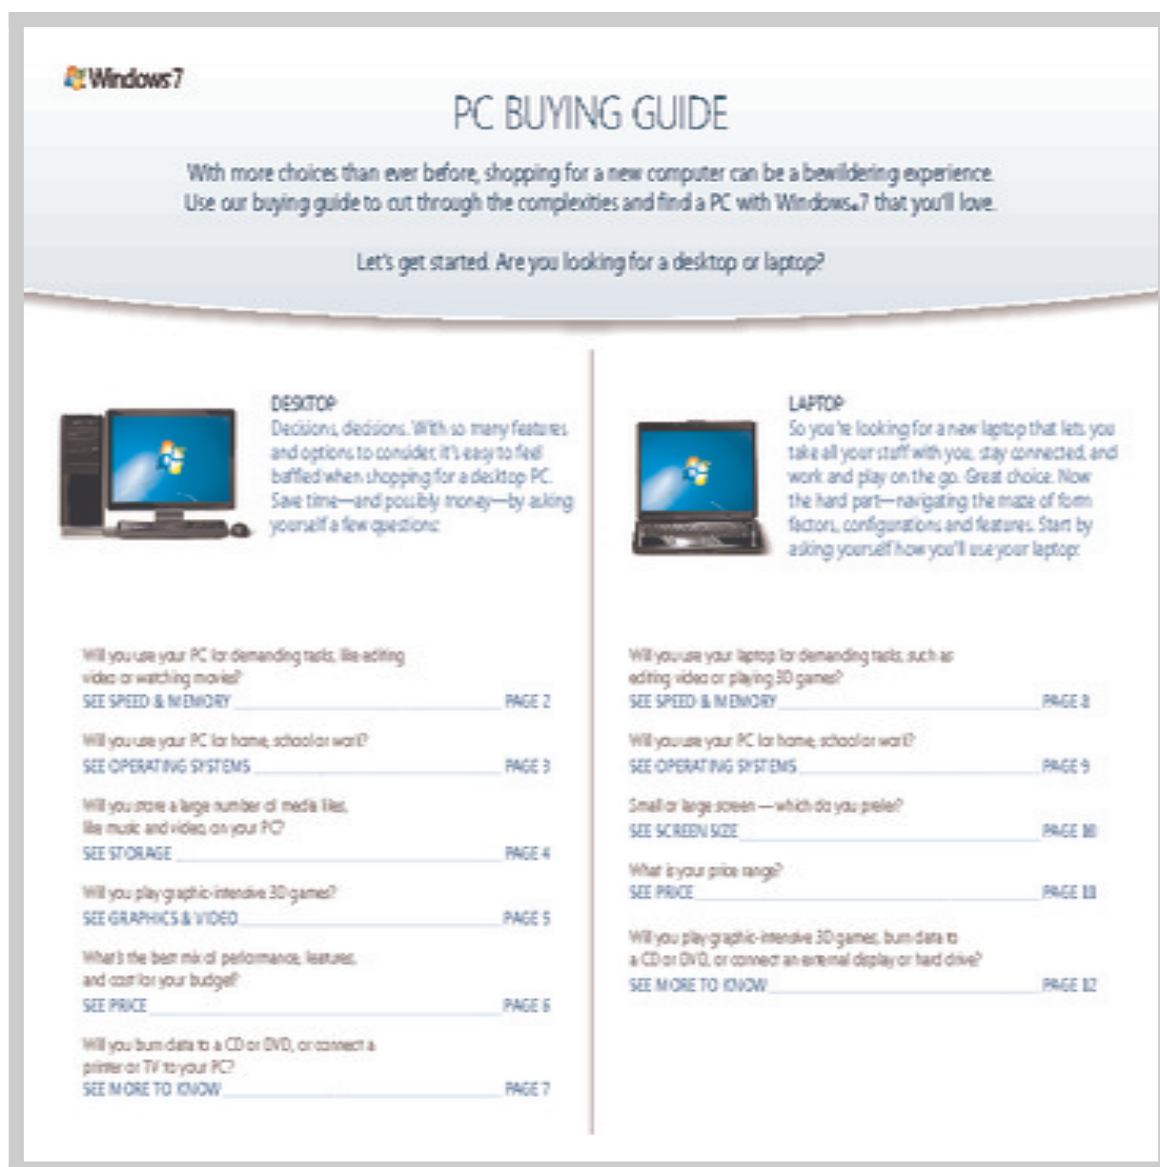 Windows 7
PC BUYING GUIDE
With more choices than ever before, shopping for a new computer can be a bewildering experience.
Use our buying guide to cut through the complexities and find a PC with Windows® 7 that you'll love.
Let's get started. Are you looking for a desktop or laptop?
DESKTOP
Decisions, decisions. With so many features
and options to consider, it's easy to feel
baffled when shopping for a desktop PC.
Save time—and possibly money—by asking
yourself a few questions:
Will you use your PC for demanding tasks, like editing
video or watching movies?
SEE SPEED & MEMORY PAGE 2
Will you use your PC for home, school or work?
SEE OPERATING SYSTEMS PAGE 3
Will you store a large number of media files,
like music and video, on your PC?
SEE STORAGE PAGE 4
Will you play graphic-intensive 3D games?
SEE GRAPHICS & VIDEO PAGE 5
What's the best mix of performance, features,
and cost for your budget?
SEE PRICE PAGE 6
Will you burn data to a CD or DVD, or connect a
printer or TV to your PC?
SEE MORE TO KNOW PAGE 7
LAPTOP
So you're looking for a new laptop that lets you
take all your stuff with you, stay connected, and
work and play on the go. Great choice. Now
the hard part—navigating the maze of form
factors, configurations and features. Start by
asking yourself how you'll use your laptop:
Will you use your laptop for demanding tasks, such as
editing video or playing 3D games?
SEE SPEED & MEMORY PAGE 8
Will you use your PC for home, school or work?
SEE OPERATING SYSTEMS PAGE 9
Small or large screen — which do you prefer?
SEE SCREEN SIZE PAGE 10
What is your price range?
SEE PRICE PAGE 11
Will you play graphic-intensive 3D games, burn data to
a CD or DVD, or connect an external display or hard drive?
SEE MORE TO KNOW PAGE 12